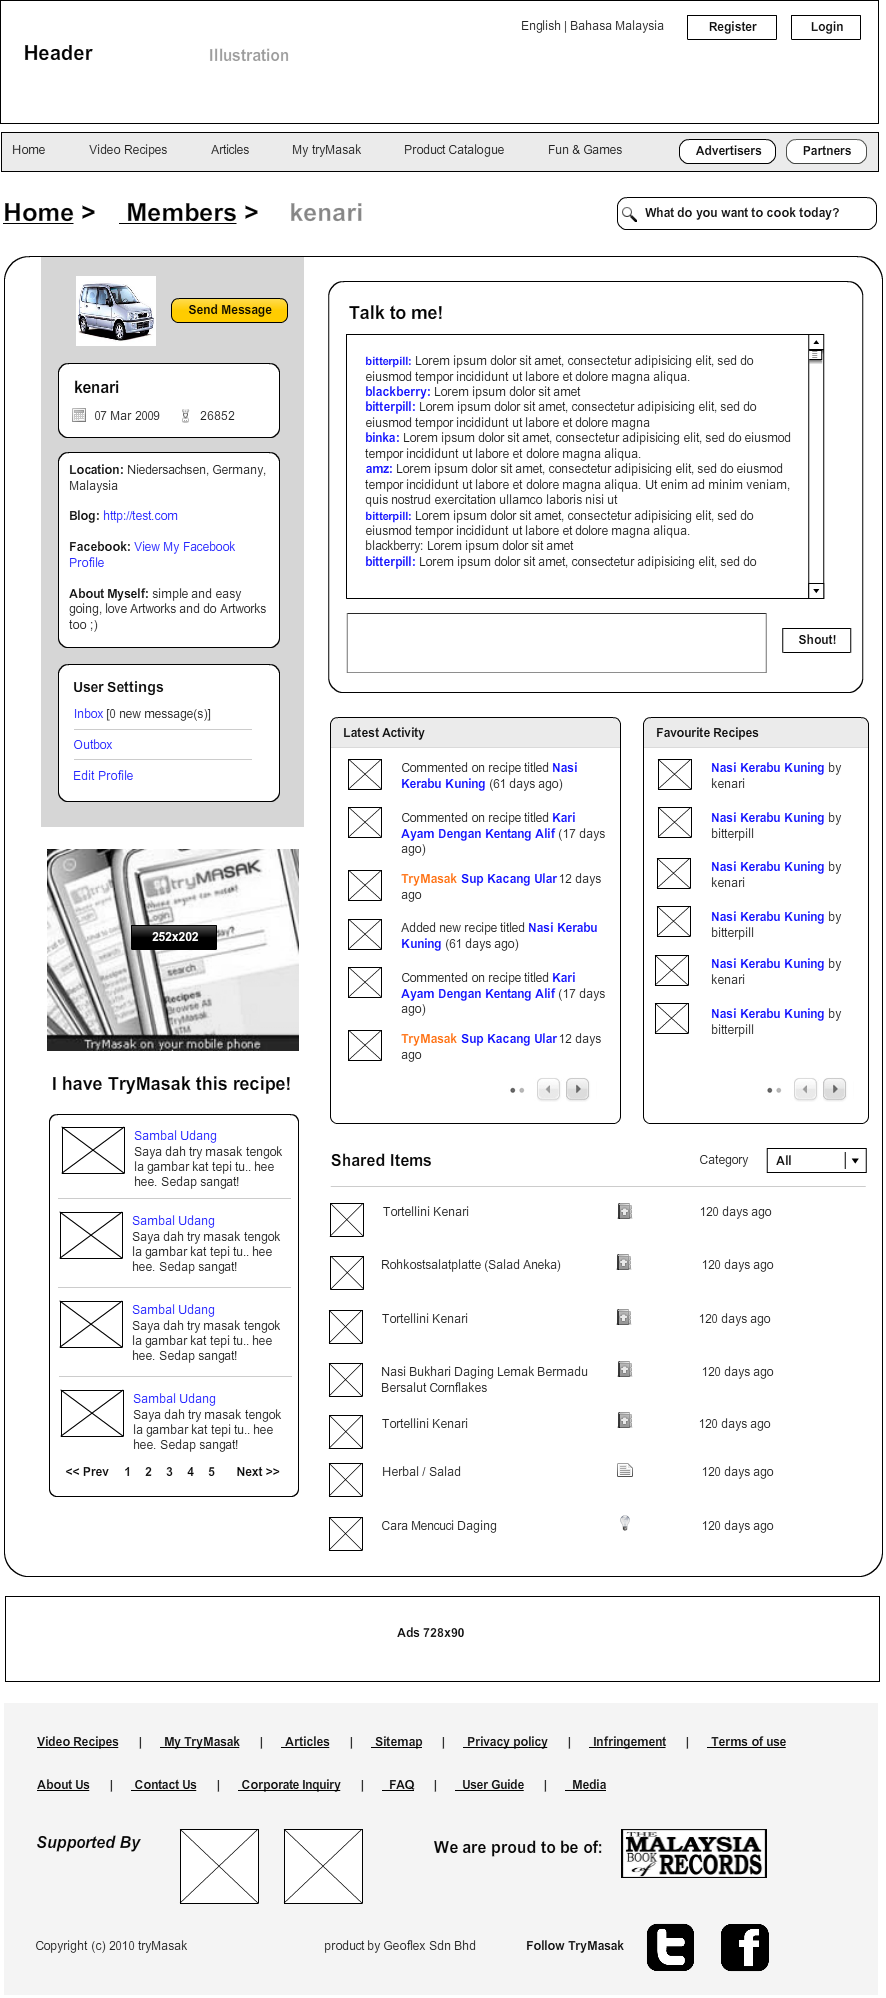 English | Bahasa Malaysia
Register
Login
Header
Illustration
Home
Video Recipes
Articles
My tryMasak
Product Catalogue
Fun & Games
Advertisers
Partners
Home > Members > kenari
What do you want to cook today?
Send Message
kenari
07 Mar 2009
26852
Location: Niedersachsen, Germany,
Malaysia
Blog: http://test.com
Facebook: View My Facebook
Profile
About Myself: simple and easy
going, love Artworks and do Artworks
too ;)
User Settings
Inbox [0 new message(s)]
Outbox
Edit Profile
tryMASAK
252x202
search
Recipes
Browse All
TryMasak
TryMasak on your mobile phone
I have TryMasak this recipe!
Sambal Udang
Saya dah try masak tengok
la gambar kat tepi tu.. hee
hee. Sedap sangat!
Sambal Udang
Saya dah try masak tengok
la gambar kat tepi tu.. hee
hee. Sedap sangat!
Sambal Udang
Saya dah try masak tengok
la gambar kat tepi tu.. hee
hee. Sedap sangat!
Sambal Udang
Saya dah try masak tengok
la gambar kat tepi tu.. hee
hee. Sedap sangat!
<< Prev 1 2 3 4 5 Next >>
Talk to me!
bitterpill: Lorem ipsum dolor sit amet, consectetur adipisicing elit, sed do
eiusmod tempor incididunt ut labore et dolore magna aliqua.
blackberry: Lorem ipsum dolor sit amet
bitterpill: Lorem ipsum dolor sit amet, consectetur adipisicing elit, sed do
eiusmod tempor incididunt ut labore et dolore magna
binka: Lorem ipsum dolor sit amet, consectetur adipisicing elit, sed do eiusmod
tempor incididunt ut labore et dolore magna aliqua.
amz: Lorem ipsum dolor sit amet, consectetur adipisicing elit, sed do eiusmod
tempor incididunt ut labore et dolore magna aliqua. Ut enim ad minim veniam,
quis nostrud exercitation ullamco laboris nisi ut
bitterpill: Lorem ipsum dolor sit amet, consectetur adipisicing elit, sed do
eiusmod tempor incididunt ut labore et dolore magna aliqua.
blackberry: Lorem ipsum dolor sit amet
bitterpill: Lorem ipsum dolor sit amet, consectetur adipisicing elit, sed do
Shout!
Latest Activity
Commented on recipe titled Nasi
Kerabu Kuning (61 days ago)
Commented on recipe titled Kari
Ayam Dengan Kentang Alif (17 days
ago)
TryMasak Sup Kacang Ular 12 days
ago
Added new recipe titled Nasi Kerabu
Kuning (61 days ago)
Commented on recipe titled Kari
Ayam Dengan Kentang Alif (17 days
ago)
TryMasak Sup Kacang Ular 12 days
ago
Favourite Recipes
Nasi Kerabu Kuning by
kenari
Nasi Kerabu Kuning by
bitterpill
Nasi Kerabu Kuning by
kenari
Nasi Kerabu Kuning by
bitterpill
Nasi Kerabu Kuning by
kenari
Nasi Kerabu Kuning by
bitterpill
Shared Items
Category
All
Tortellini Kenari 120 days ago
Rohkostsalatplatte (Salad Aneka) 120 days ago
Tortellini Kenari 120 days ago
Nasi Bukhari Daging Lemak Bermadu 120 days ago
Bersalut Cornflakes
Tortellini Kenari 120 days ago
Herbal / Salad 120 days ago
Cara Mencuci Daging 120 days ago
Ads 728x90
Video Recipes | My TryMasak | Articles | Sitemap | Privacy policy | Infringement | Terms of use
About Us | Contact Us | Corporate Inquiry | FAQ | User Guide | Media
Supported By
We are proud to be of:
THE
MALAYSIA
BOOK of RECORDS
Copyright (c) 2010 tryMasak
product by Geoflex Sdn Bhd
Follow TryMasak